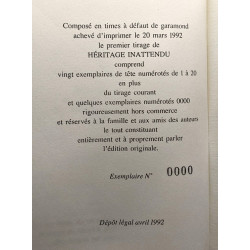 Composé en times à défaut de garamond
achevé d'imprimer le 20 mars 1992
le premier tirage de
HÉRITAGE INATTENDU
comprend
vingt exemplaires de tête numérotés de 1 à 20
en plus
du tirage courant
et quelques exemplaires numérotés 0000
rigoureusement hors commerce
et réservés à la famille et aux amis des auteurs
le tout constituant
entièrement et à proprement parler
l'édition originale.
Exemplaire N° 0000
Dépôt légal avril 1992